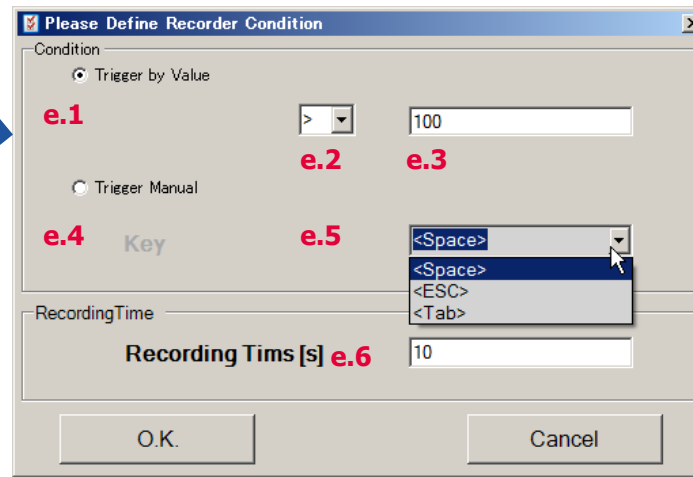 Please Define Recorder Condition
Condition
Trigger by Value
e.1
> 100
e.2 e.3
Trigger Manual
e.4 Key e.5 <Space>
<Space>
<ESC>
<Tab>
RecordingTime
Recording Tims [s] e.6 10
O.K. Cancel